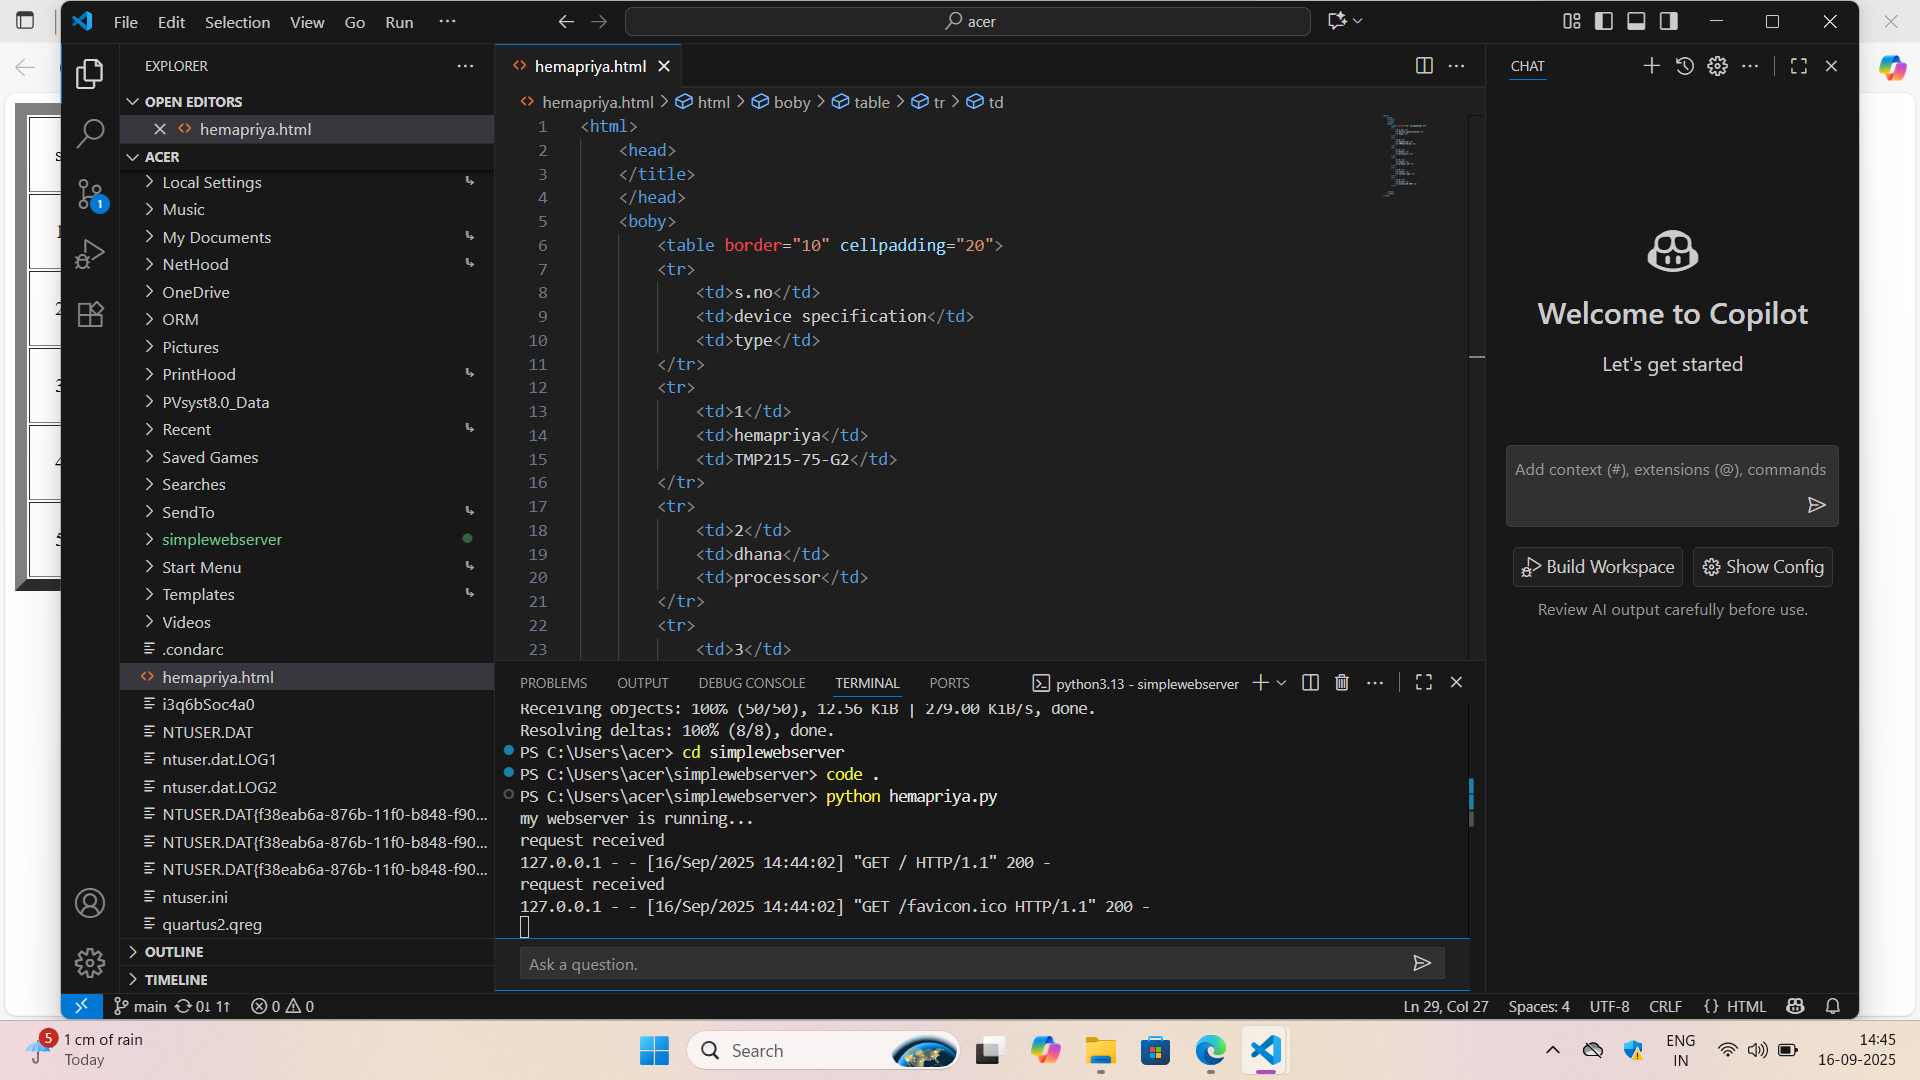 File Edit Selection View Go Run ···
acer
EXPLORER
OPEN EDITORS
hemapriya.html
ACER
Local Settings
Music
My Documents
NetHood
OneDrive
ORM
Pictures
PrintHood
PVsyst8.0_Data
Recent
Saved Games
Searches
SendTo
simplewebserver
Start Menu
Templates
Videos
.condarc
hemapriya.html
i3q6bSoc4a0
NTUSER.DAT
ntuser.dat.LOG1
ntuser.dat.LOG2
NTUSER.DAT{f38eab6a-876b-11f0-b848-f90...
NTUSER.DAT{f38eab6a-876b-11f0-b848-f90...
NTUSER.DAT{f38eab6a-876b-11f0-b848-f90...
ntuser.ini
quartus2.qreg
OUTLINE
TIMELINE
hemapriya.html
hemapriya.html > html > boby > table > tr > td
1 <html>
2 <head>
3 </title>
4 </head>
5 <boby>
6 <table border="10" cellpadding="20">
7 <tr>
8 <td>s.no</td>
9 <td>device specification</td>
10 <td>type</td>
11 </tr>
12 <tr>
13 <td>1</td>
14 <td>hemapriya</td>
15 <td>TMP215-75-G2</td>
16 </tr>
17 <tr>
18 <td>2</td>
19 <td>dhana</td>
20 <td>processor</td>
21 </tr>
22 <tr>
23 <td>3</td>
PROBLEMS OUTPUT DEBUG CONSOLE TERMINAL PORTS
python3.13 - simplewebserver
Receiving objects: 100% (50/50), 12.56 KiB | 279.00 KiB/s, done.
Resolving deltas: 100% (8/8), done.
PS C:\Users\acer> cd simplewebserver
PS C:\Users\acer\simplewebserver> code .
PS C:\Users\acer\simplewebserver> python hemapriya.py
my webserver is running...
request received
127.0.0.1 - - [16/Sep/2025 14:44:02] "GET / HTTP/1.1" 200 -
request received
127.0.0.1 - - [16/Sep/2025 14:44:02] "GET /favicon.ico HTTP/1.1" 200 -
Ask a question.
CHAT
Welcome to Copilot
Let's get started
Add context (#), extensions (@), commands
Build Workspace
Show Config
Review AI output carefully before use.
1
main 0↓ 1↑ 0 0
Ln 29, Col 27 Spaces: 4 UTF-8 CRLF {} HTML
5
1 cm of rain
Today
Search
ENG
IN
14:45
16-09-2025